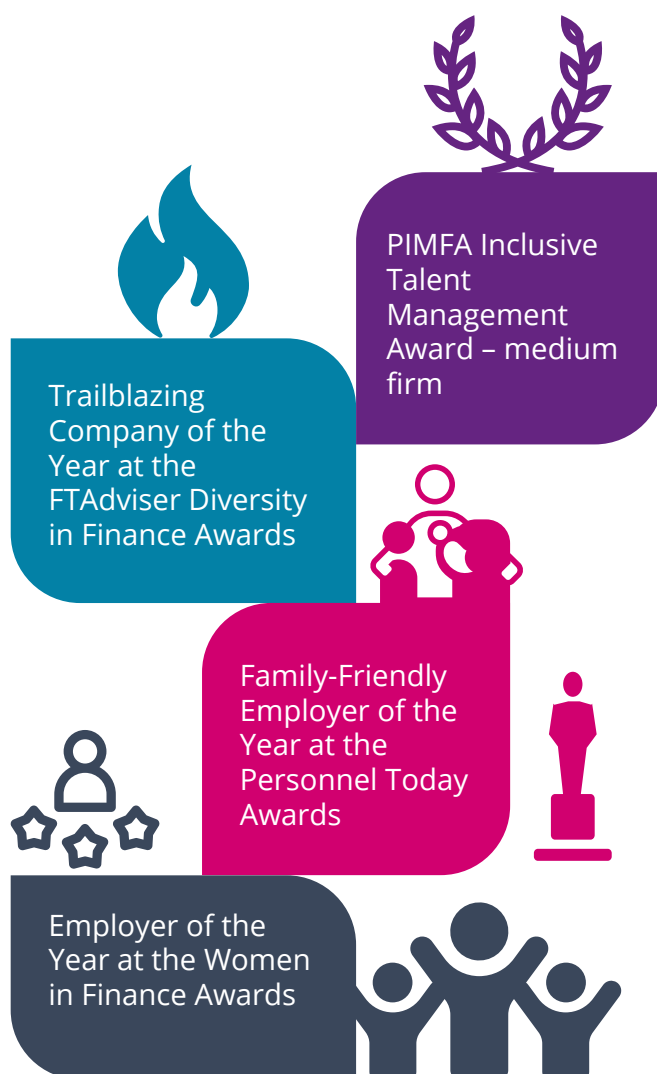 PIMFA Inclusive
Talent
Management
Award – medium
firm
Trailblazing
Company of the
Year at the
FTAdviser Diversity
in Finance Awards
Family-Friendly
Employer of the
Year at the
Personnel Today
Awards
Employer of the
Year at the Women
in Finance Awards